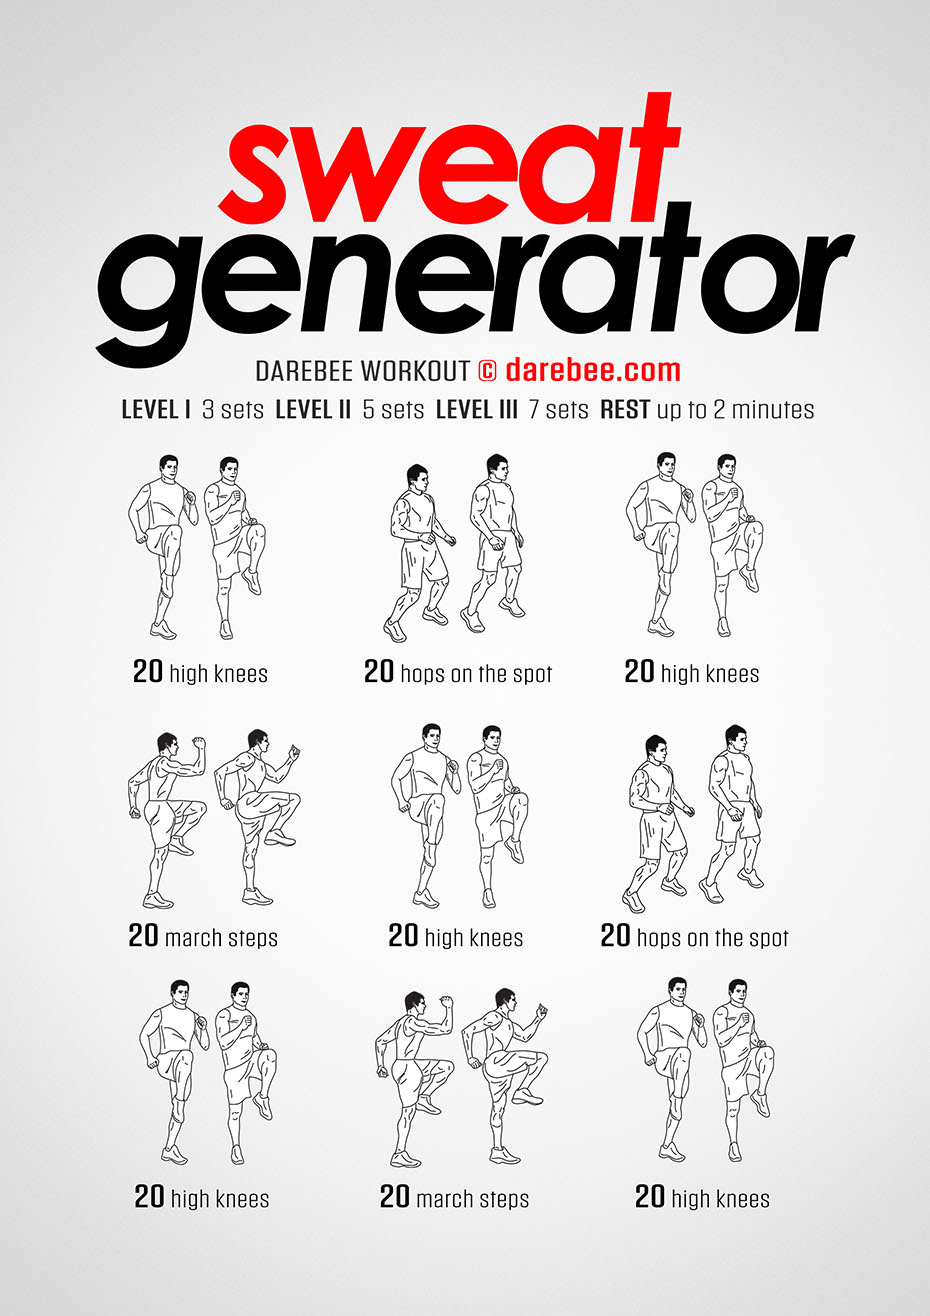 sweat
generator
DAREBEE WORKOUT © darebee.com
LEVEL I 3 sets LEVEL II 5 sets LEVEL III 7 sets REST up to 2 minutes
20 high knees
20 hops on the spot
20 high knees
20 march steps
20 high knees
20 hops on the spot
20 high knees
20 march steps
20 high knees